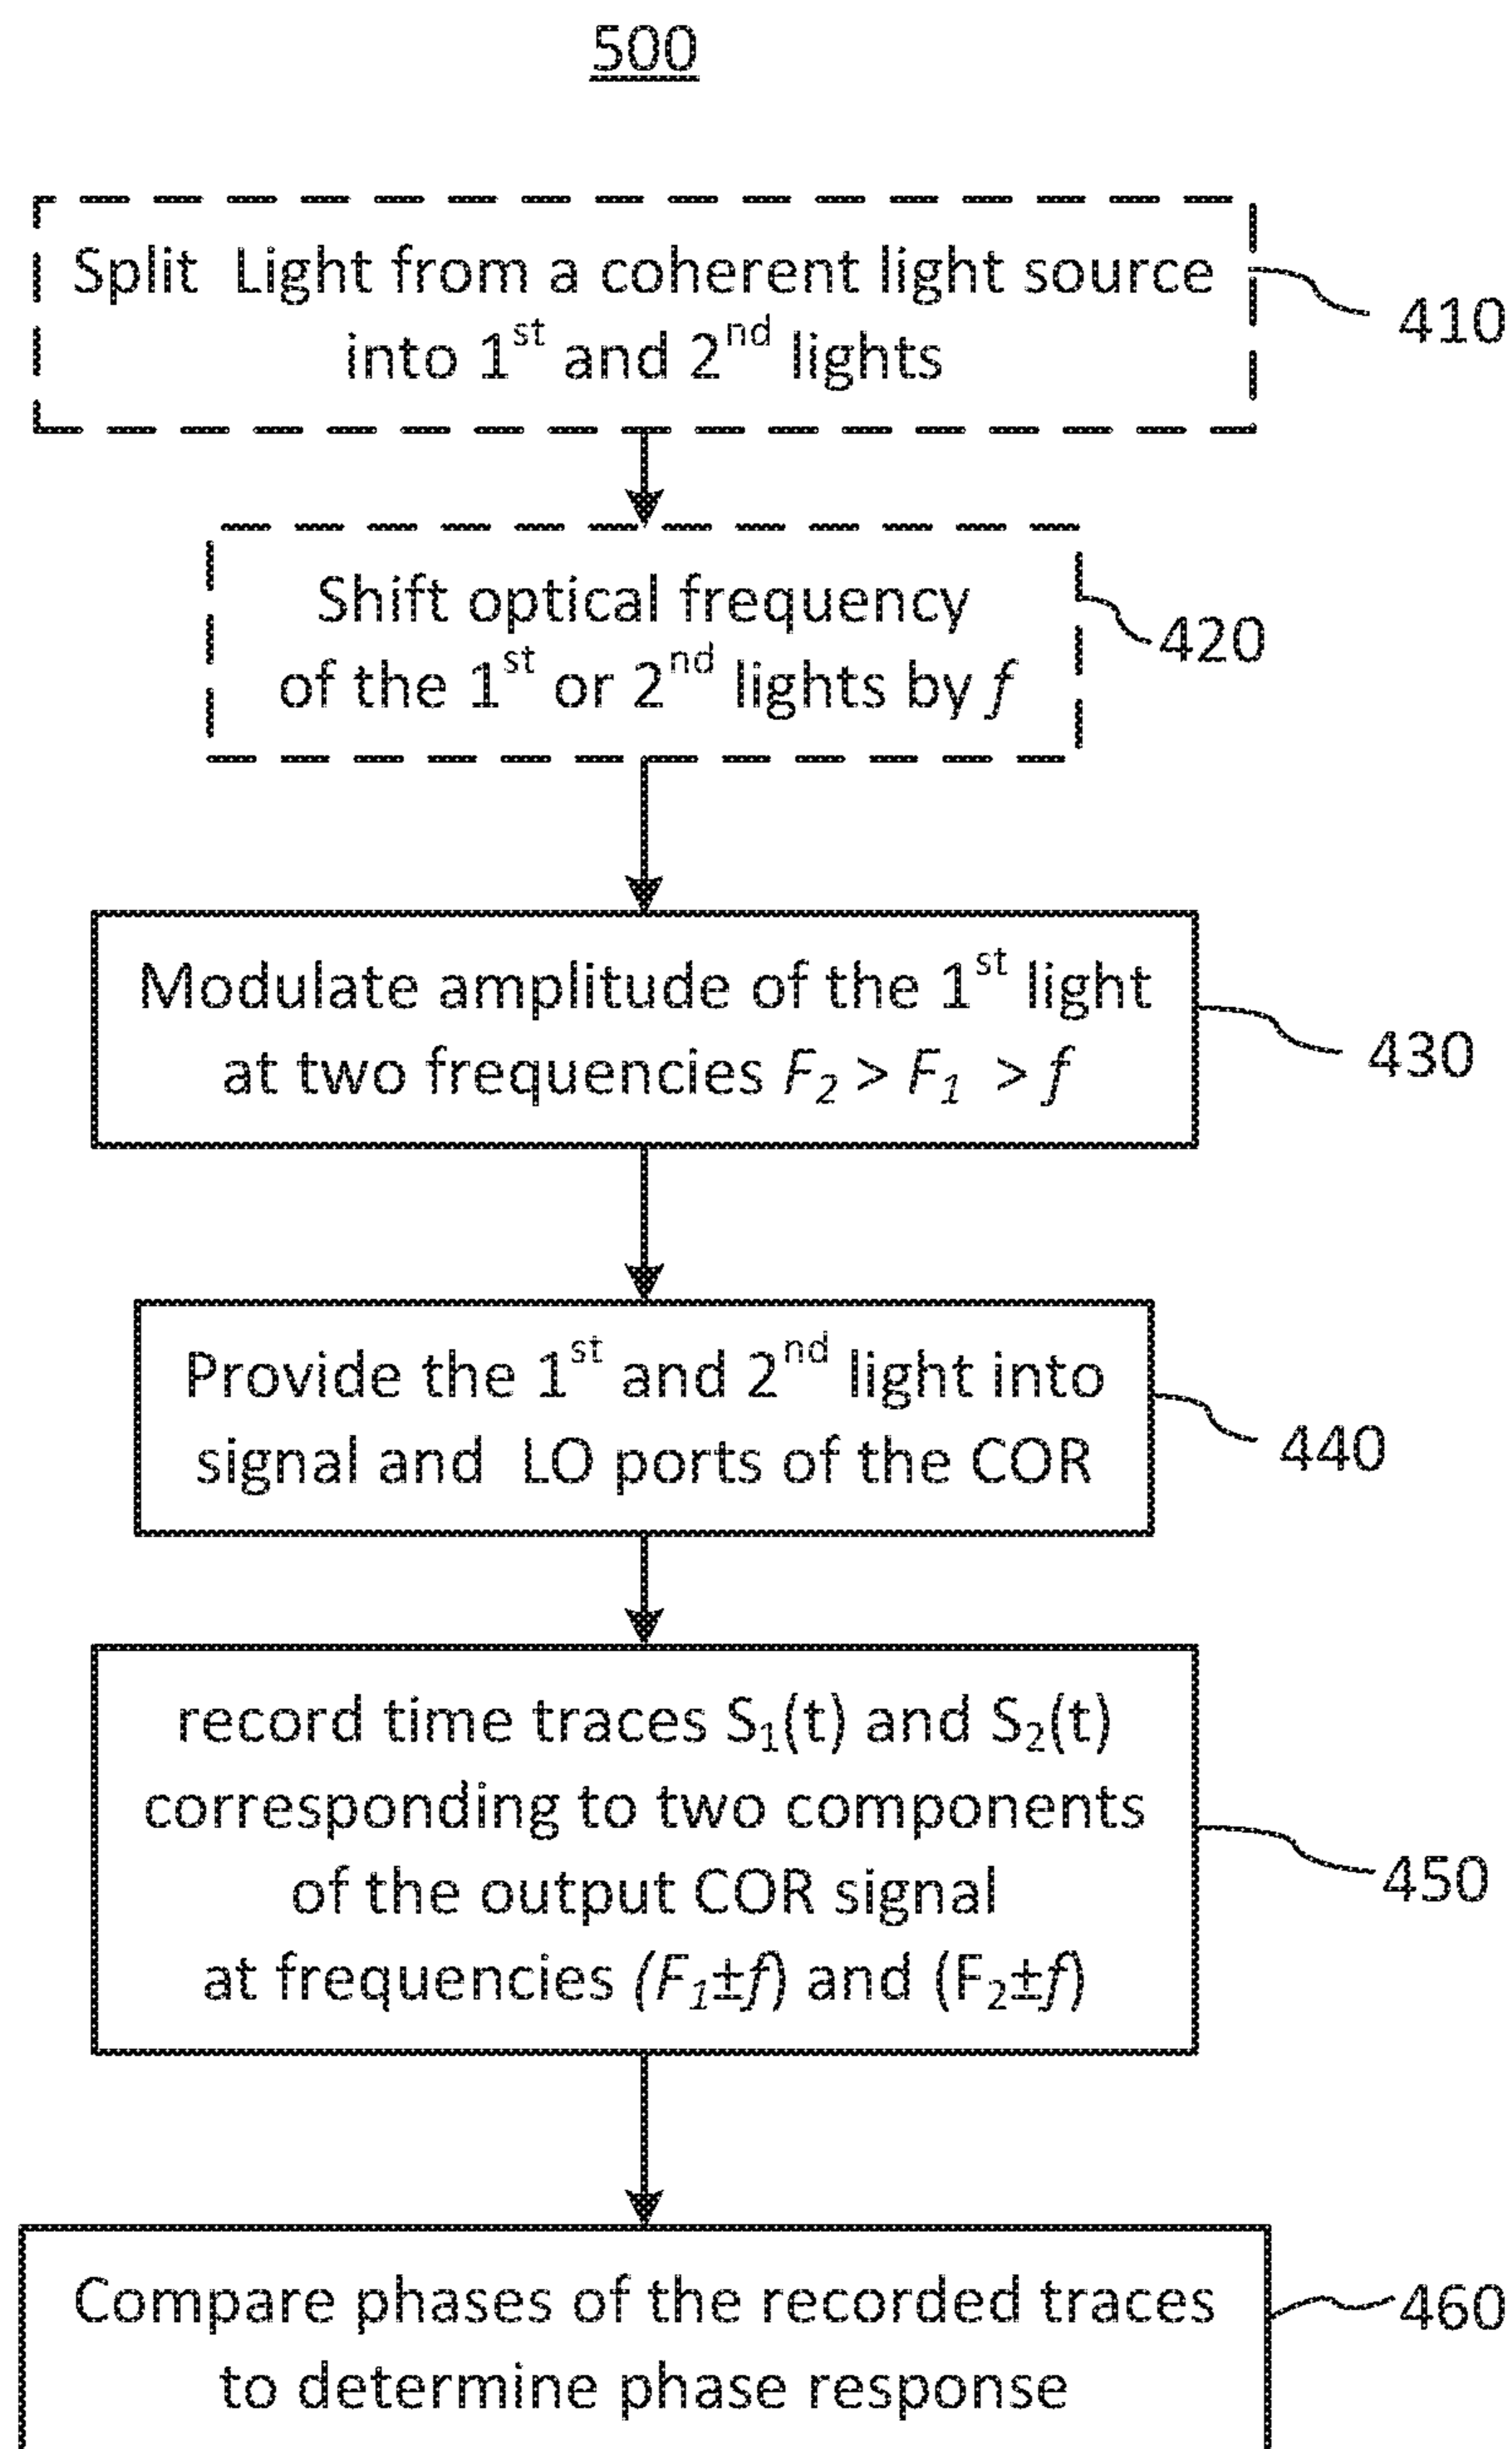 500
Split Light from a coherent light source
into 1st and 2nd lights
410
Shift optical frequency
of the 1st or 2nd lights by f
420
Modulate amplitude of the 1st light
at two frequencies F2 > F1 > f
430
Provide the 1st and 2nd light into
signal and LO ports of the COR
440
record time traces S1(t) and S2(t)
corresponding to two components
of the output COR signal
at frequencies (F1±f) and (F2±f)
450
Compare phases of the recorded traces
to determine phase response
460